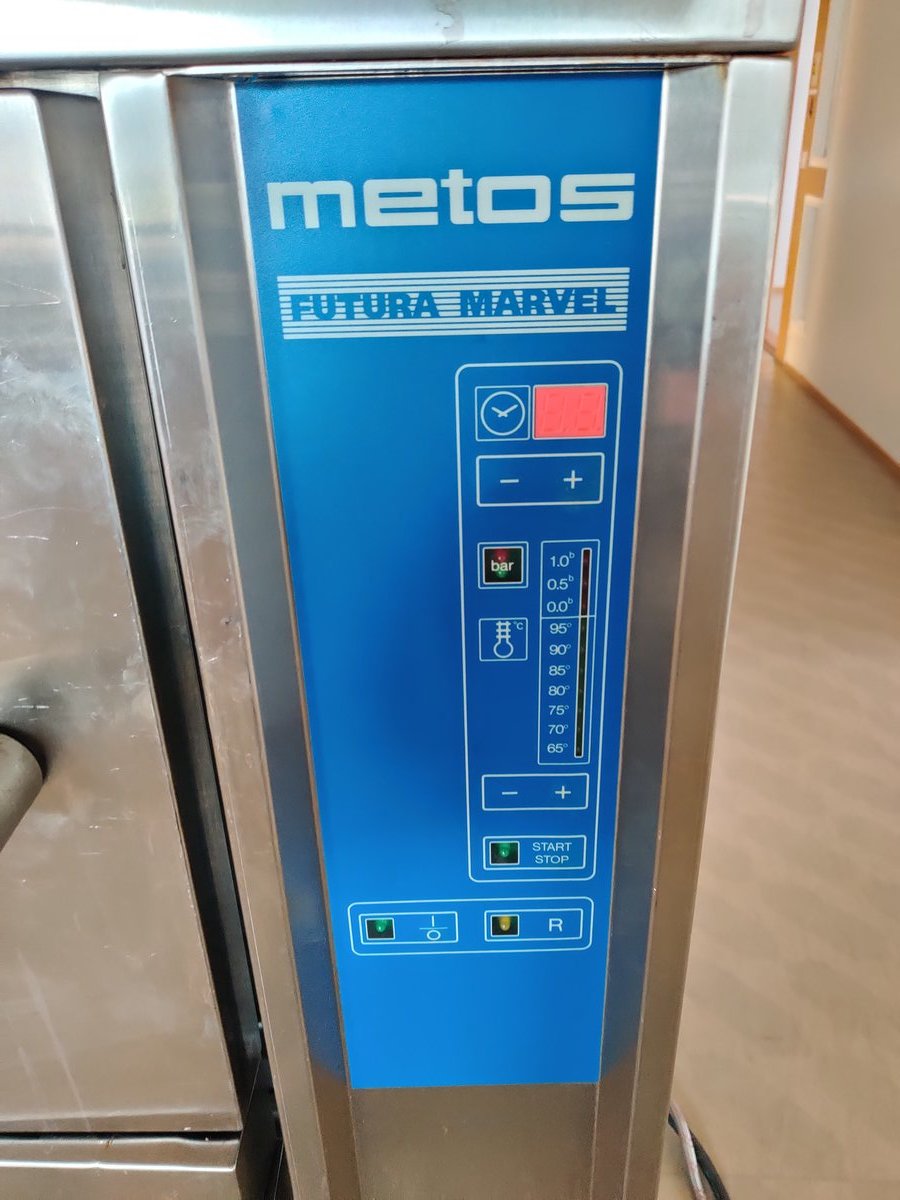 metos
FUTURA MARVEL
− +
bar
°C
1.0b
0.5b
0.0b
95°
90°
85°
80°
75°
70°
65°
− +
START
STOP
I
O
R